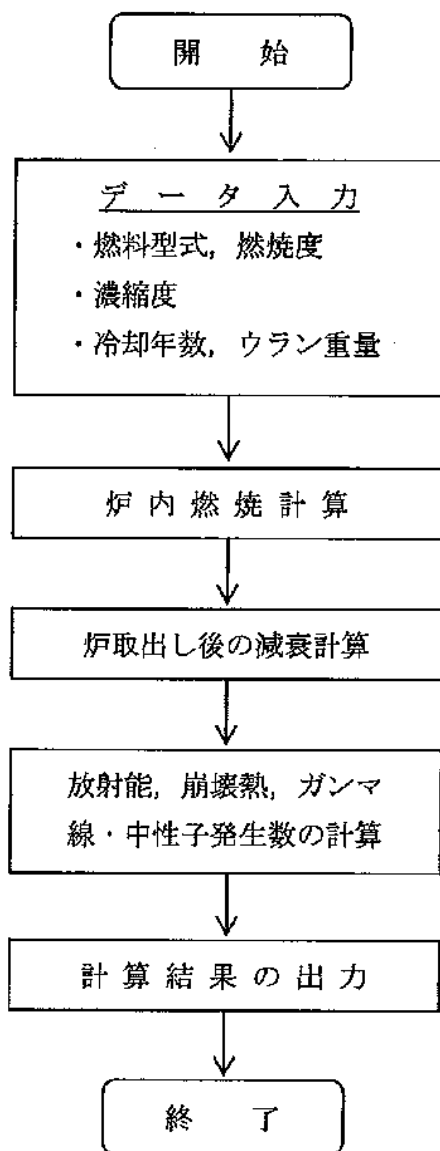 開 始
データ入力
・燃料型式, 燃焼度
・濃縮度
・冷却年数, ウラン重量
炉内燃焼計算
炉取出し後の減衰計算
放射能, 崩壊熱, ガンマ
線・中性子発生数の計算
計算結果の出力
終 了